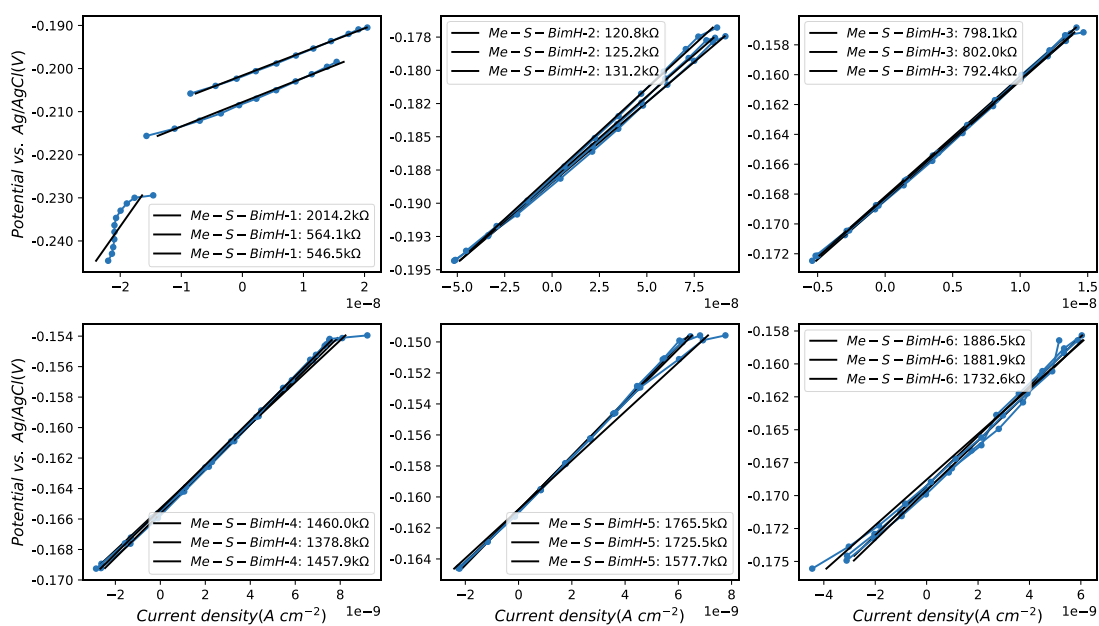 Potential vs. Ag/AgCl(V)
-0.190
-0.200
-0.210
-0.220
-0.230
-0.240
Me−S−BimH-1: 2014.2kΩ
Me−S−BimH-1: 564.1kΩ
Me−S−BimH-1: 546.5kΩ
−2
−1
0
1
2
1e−8
-0.178
-0.180
-0.182
-0.185
-0.188
-0.190
-0.193
-0.195
Me−S−BimH-2: 120.8kΩ
Me−S−BimH-2: 125.2kΩ
Me−S−BimH-2: 131.2kΩ
−5.0
−2.5
0.0
2.5
5.0
7.5
1e−8
-0.158
-0.160
-0.162
-0.164
-0.166
-0.168
-0.170
-0.172
Me−S−BimH-3: 798.1kΩ
Me−S−BimH-3: 802.0kΩ
Me−S−BimH-3: 792.4kΩ
−0.5
0.0
0.5
1.0
1.5
1e−8
Potential vs. Ag/AgCl(V)
-0.154
-0.156
-0.158
-0.160
-0.162
-0.164
-0.166
-0.168
-0.170
Me−S−BimH-4: 1460.0kΩ
Me−S−BimH-4: 1378.8kΩ
Me−S−BimH-4: 1457.9kΩ
−2
0
2
4
6
8
1e−9
Current density(A cm⁻²)
-0.150
-0.152
-0.154
-0.156
-0.158
-0.160
-0.162
-0.164
Me−S−BimH-5: 1765.5kΩ
Me−S−BimH-5: 1725.5kΩ
Me−S−BimH-5: 1577.7kΩ
−2
0
2
4
6
8
1e−9
Current density(A cm⁻²)
-0.158
-0.160
-0.162
-0.165
-0.167
-0.170
-0.172
-0.175
Me−S−BimH-6: 1886.5kΩ
Me−S−BimH-6: 1881.9kΩ
Me−S−BimH-6: 1732.6kΩ
−4
−2
0
2
4
6
1e−9
Current density(A cm⁻²)